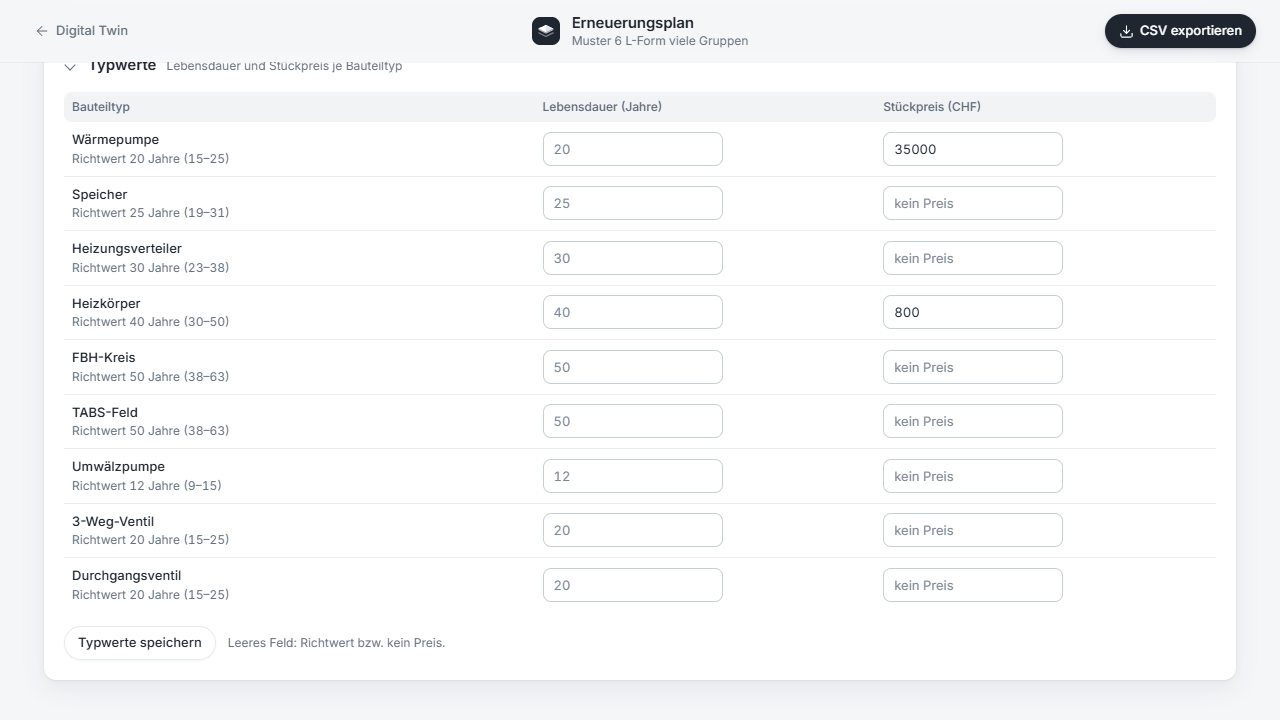 Digital Twin
Erneuerungsplan
Muster 6 L-Form viele Gruppen
CSV exportieren
Typwerte Lebensdauer und Stückpreis je Bauteiltyp
Bauteiltyp Lebensdauer (Jahre) Stückpreis (CHF)
Wärmepumpe
Richtwert 20 Jahre (15–25)
20 35000
Speicher
Richtwert 25 Jahre (19–31)
25 kein Preis
Heizungsverteiler
Richtwert 30 Jahre (23–38)
30 kein Preis
Heizkörper
Richtwert 40 Jahre (30–50)
40 800
FBH-Kreis
Richtwert 50 Jahre (38–63)
50 kein Preis
TABS-Feld
Richtwert 50 Jahre (38–63)
50 kein Preis
Umwälzpumpe
Richtwert 12 Jahre (9–15)
12 kein Preis
3-Weg-Ventil
Richtwert 20 Jahre (15–25)
20 kein Preis
Durchgangsventil
Richtwert 20 Jahre (15–25)
20 kein Preis
Typwerte speichern Leeres Feld: Richtwert bzw. kein Preis.